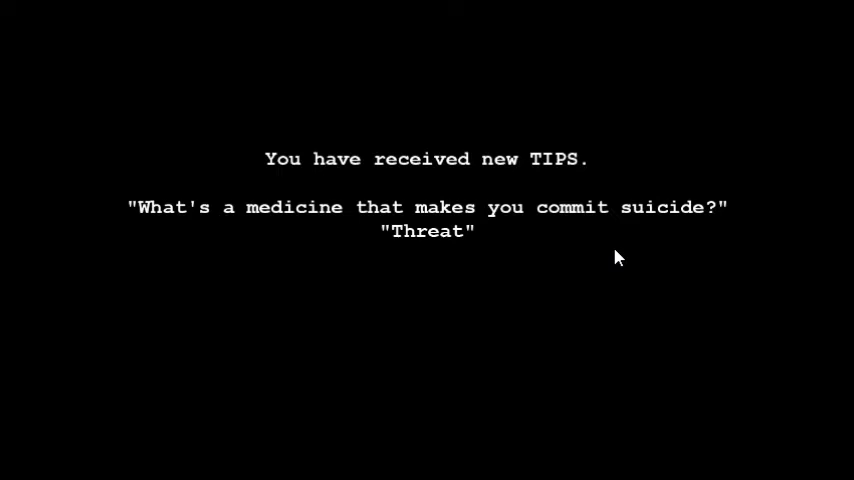 You have received new TIPS.
"What's a medicine that makes you commit suicide?"
"Threat"